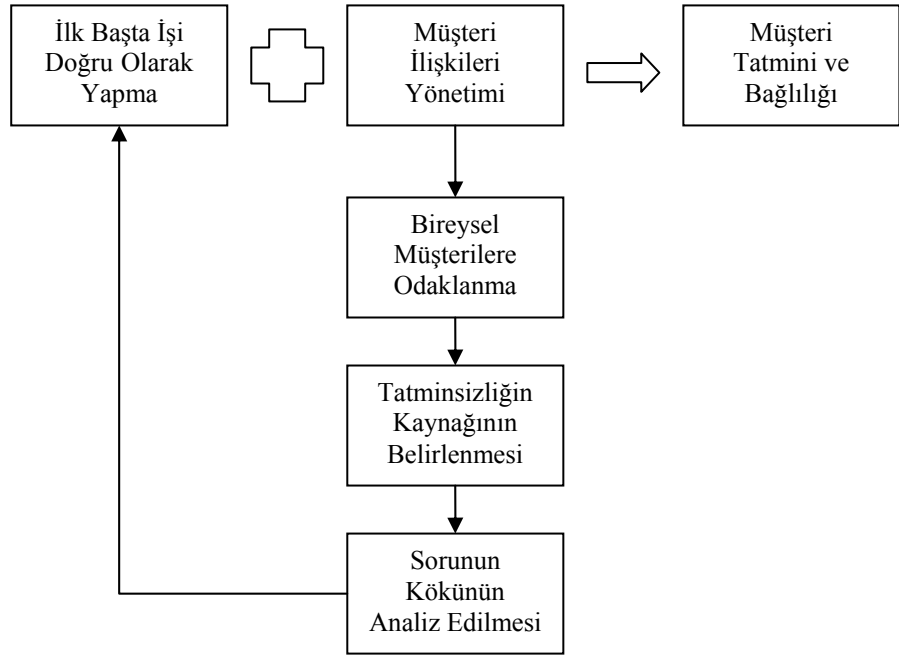 İlk Başta İşi
Doğru Olarak
Yapma
Müşteri
İlişkileri
Yönetimi
Müşteri
Tatmini ve
Bağlılığı
Bireysel
Müşterilere
Odaklanma
Tatminsizliğin
Kaynağının
Belirlenmesi
Sorunun
Kökünün
Analiz Edilmesi